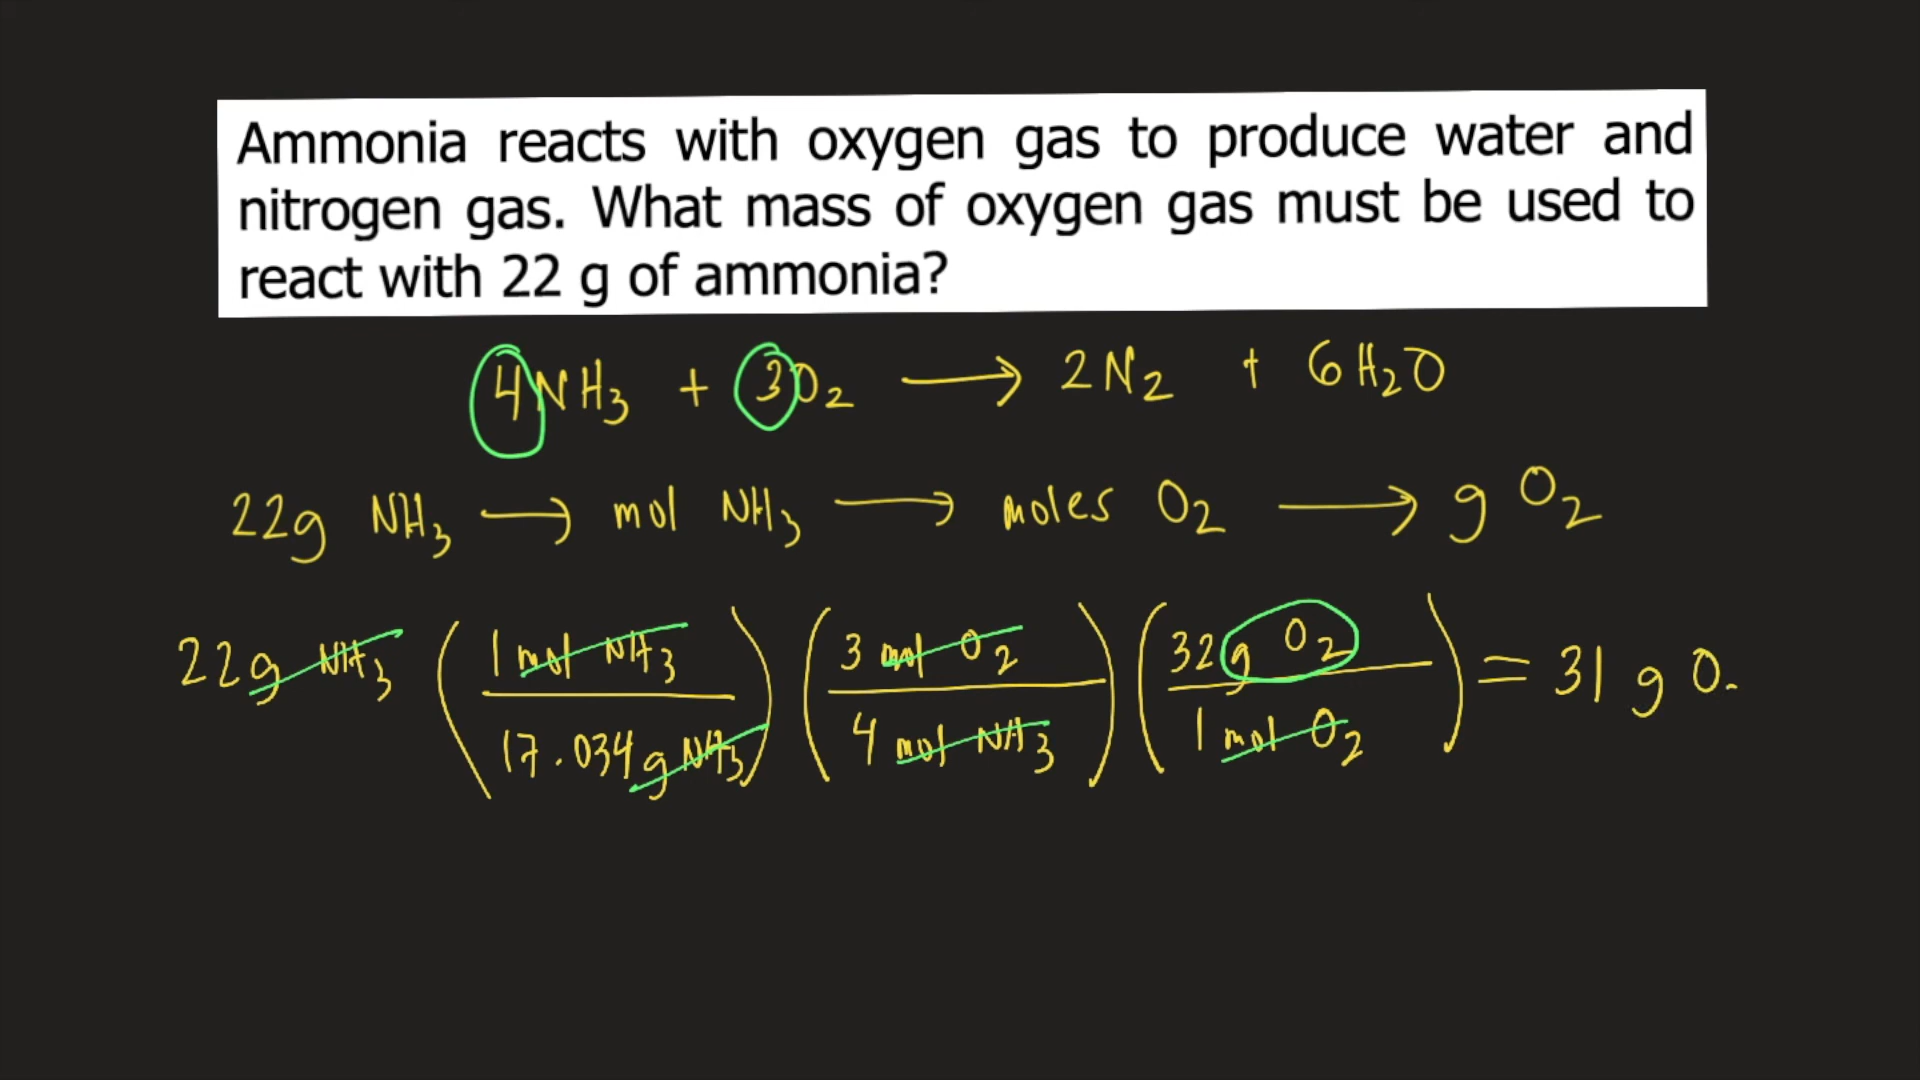 Ammonia reacts with oxygen gas to produce water and
nitrogen gas. What mass of oxygen gas must be used to
react with 22 g of ammonia?
4NH₃ + 3O₂ → 2N₂ + 6H₂O
22g NH₃ → mol NH₃ → moles O₂ → g O₂
22g NH₃ (1 mol NH₃ / 17.034 g NH₃) (3 mol O₂ / 4 mol NH₃) (32g O₂ / 1 mol O₂) = 31 g O